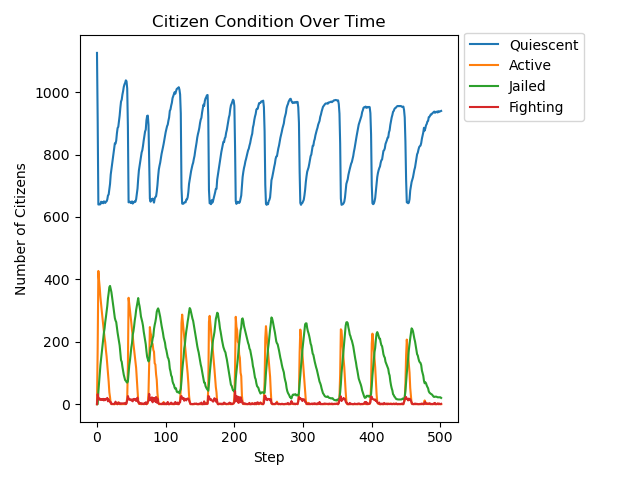 Citizen Condition Over Time
Quiescent
Active
Jailed
Fighting
Number of Citizens
1000
800
600
400
200
0
0 100 200 300 400 500
Step